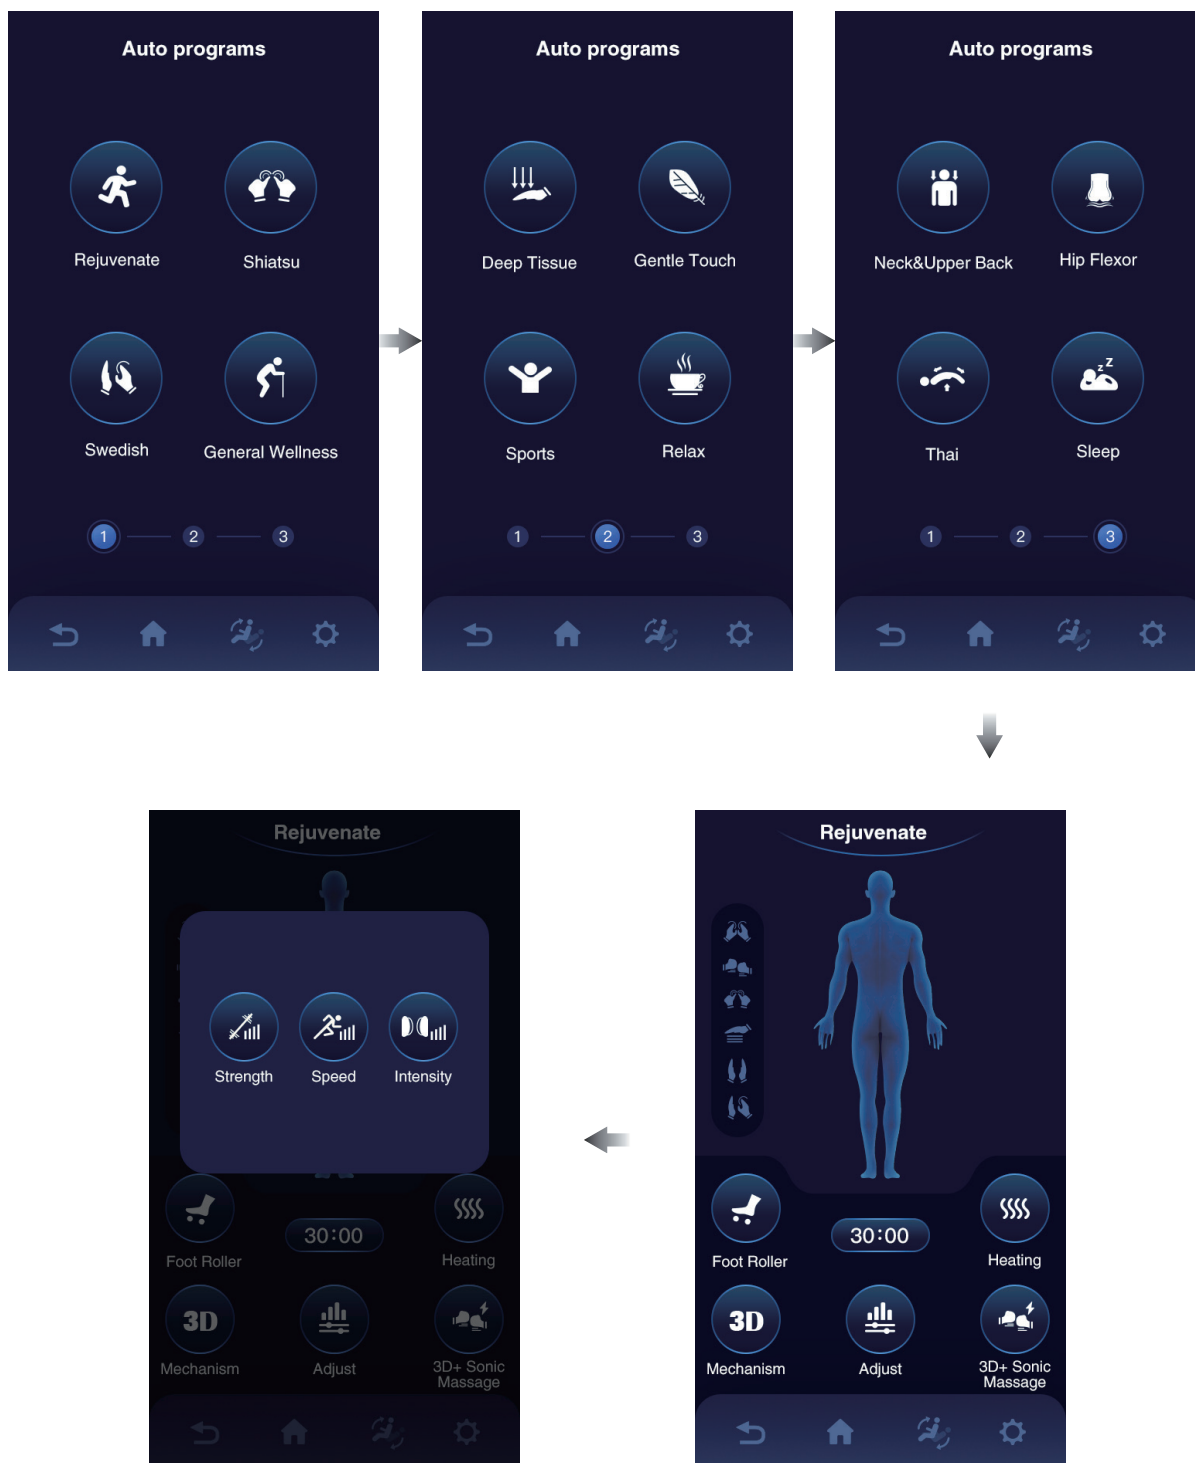 Auto programs
Rejuvenate
Shiatsu
Swedish
General Wellness
1
2
3
Auto programs
Deep Tissue
Gentle Touch
Sports
Relax
1
2
3
Auto programs
Neck&Upper Back
Hip Flexor
Thai
z z
Sleep
1
2
3
Rejuvenate
Strength
Speed
Intensity
30:00
Foot Roller
Heating
3D
Mechanism
Adjust
3D+ Sonic
Massage
Rejuvenate
30:00
Foot Roller
Heating
3D
Mechanism
Adjust
3D+ Sonic
Massage